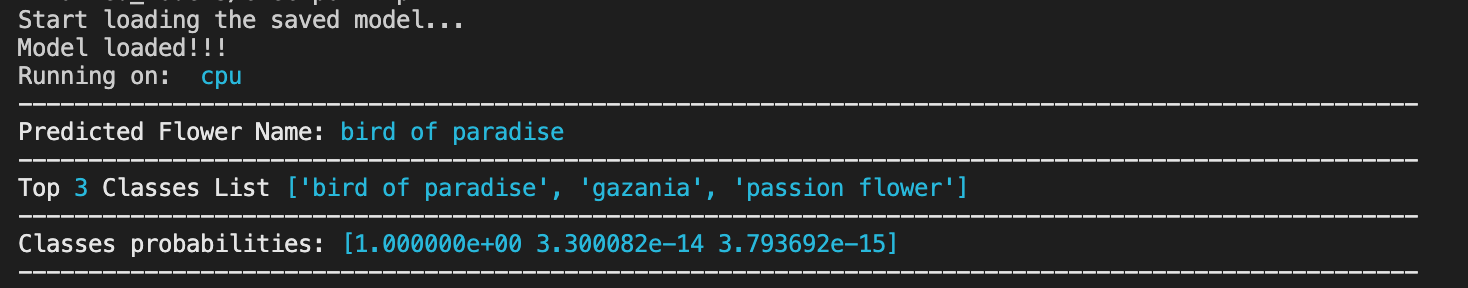 Start loading the saved model...
Model loaded!!!
Running on:  cpu
Predicted Flower Name: bird of paradise
Top 3 Classes List ['bird of paradise', 'gazania', 'passion flower']
Classes probabilities: [1.000000e+00 3.300082e-14 3.793692e-15]